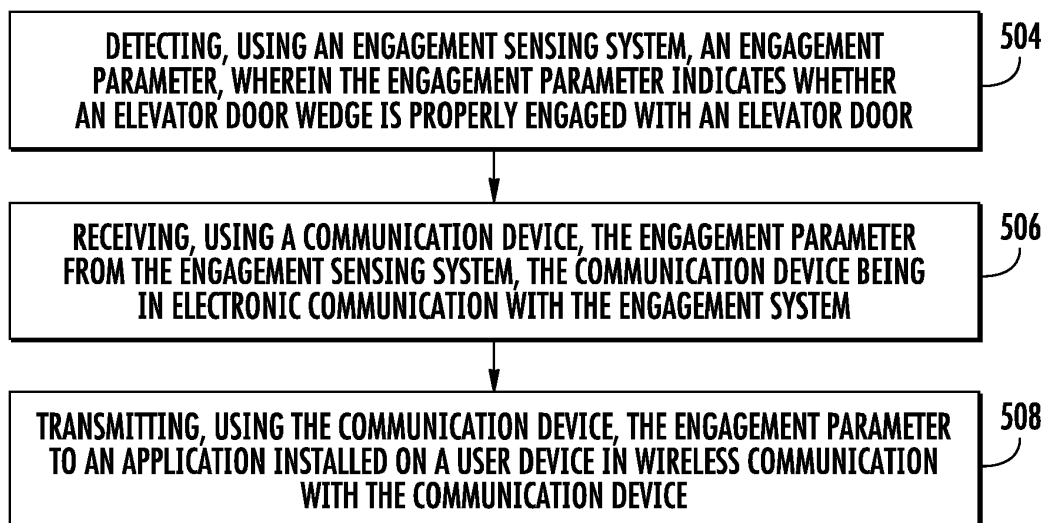 DETECTING, USING AN ENGAGEMENT SENSING SYSTEM, AN ENGAGEMENT
PARAMETER, WHEREIN THE ENGAGEMENT PARAMETER INDICATES WHETHER
AN ELEVATOR DOOR WEDGE IS PROPERLY ENGAGED WITH AN ELEVATOR DOOR
504
RECEIVING, USING A COMMUNICATION DEVICE, THE ENGAGEMENT PARAMETER
FROM THE ENGAGEMENT SENSING SYSTEM, THE COMMUNICATION DEVICE BEING
IN ELECTRONIC COMMUNICATION WITH THE ENGAGEMENT SYSTEM
506
TRANSMITTING, USING THE COMMUNICATION DEVICE, THE ENGAGEMENT PARAMETER
TO AN APPLICATION INSTALLED ON A USER DEVICE IN WIRELESS COMMUNICATION
WITH THE COMMUNICATION DEVICE
508